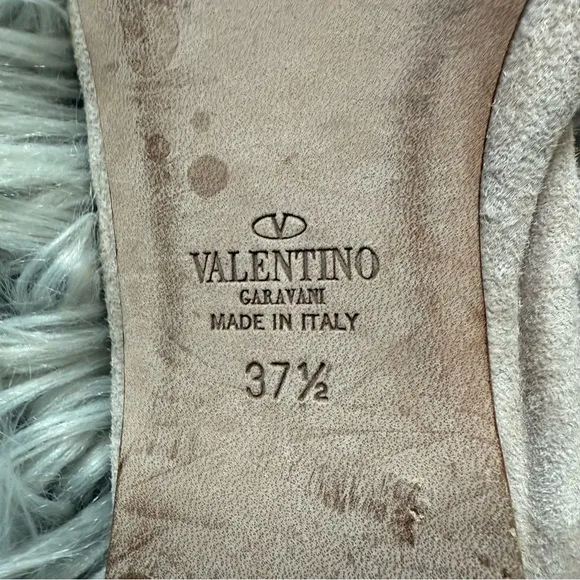 V
VALENTINO
GARAVANI
MADE IN ITALY
37½